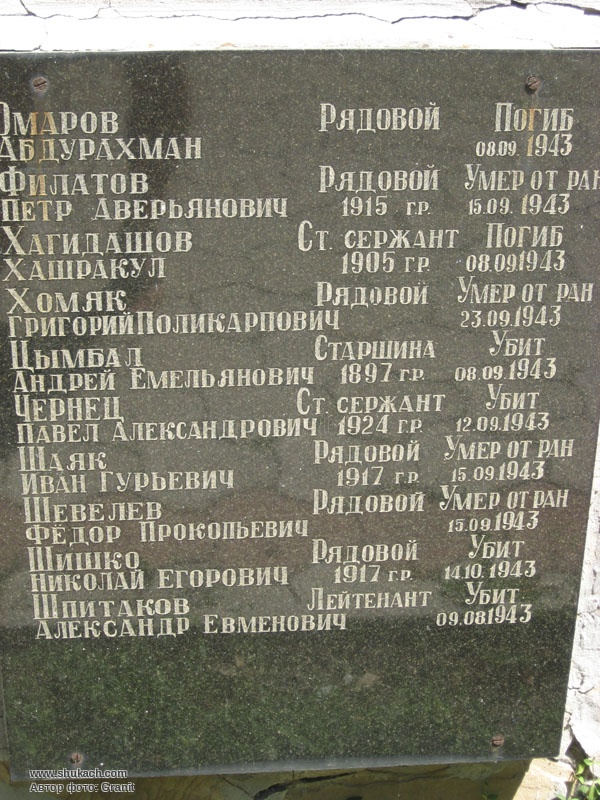 Омаров Рядовой Погиб
Абдурахман 08.09. 1943
Филатов Рядовой Умер от ран
Петр Аверьянович 1915 г.р. 15.09. 1943
Хагидашов Ст. сержант Погиб
Хашракул 1905 г.р. 08.09.1943
Хомяк Рядовой Умер от ран
Григорий Поликарпович 23.09.1943
Цымбал Старшина Убит
Андрей Емельянович 1897 г.р. 08.09.1943
Чернец Ст. сержант Убит
Павел Александрович 1924 г.р. 12.09.1943
Шаяк Рядовой Умер от ран
Иван Гурьевич 1917 г.р. 15.09.1943
Шевелев Рядовой Умер от ран
Фёдор Прокопьевич 15.09.1943
Шишко Рядовой Убит
Николай Егорович 1917 г.р. 14.10.1943
Шпитаков Лейтенант Убит
Александр Евменович 09.08.1943
www.shukach.com
Автор фото: Granit